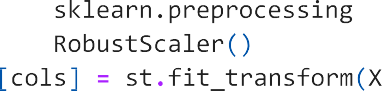 sklearn.preprocessing
RobustScaler()
[cols] = st.fit_transform(X